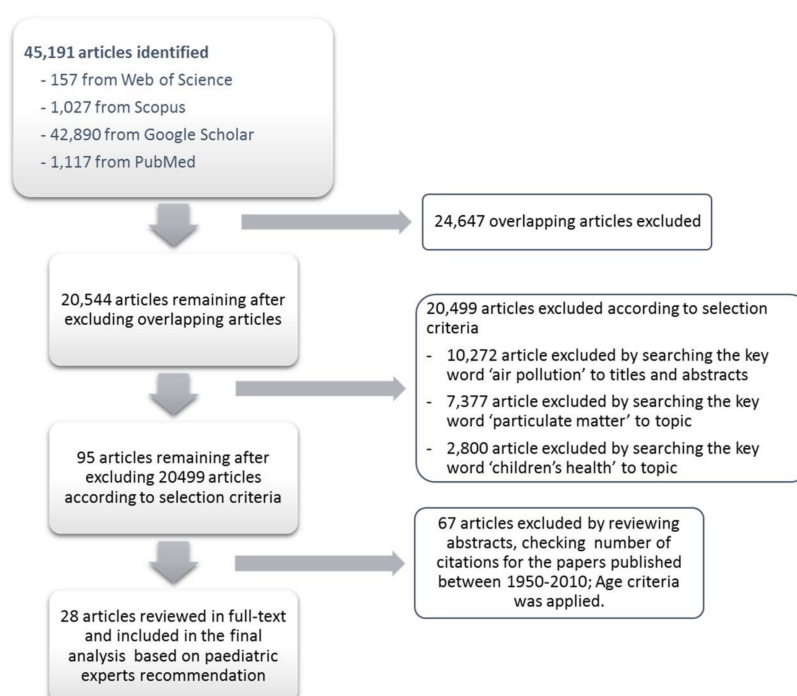 45,191 articles identified
- 157 from Web of Science
- 1,027 from Scopus
- 42,890 from Google Scholar
- 1,117 from PubMed
24,647 overlapping articles excluded
20,544 articles remaining after
excluding overlapping articles
20,499 articles excluded according to selection
criteria
- 10,272 article excluded by searching the key
word ‘air pollution’ to titles and abstracts
- 7,377 article excluded by searching the key
word ‘particulate matter’ to topic
- 2,800 article excluded by searching the key
word ‘children’s health’ to topic
95 articles remaining after
excluding 20499 articles
according to selection criteria
67 articles excluded by reviewing
abstracts, checking number of
citations for the papers published
between 1950-2010; Age criteria
was applied.
28 articles reviewed in full-text
and included in the final
analysis based on paediatric
experts recommendation